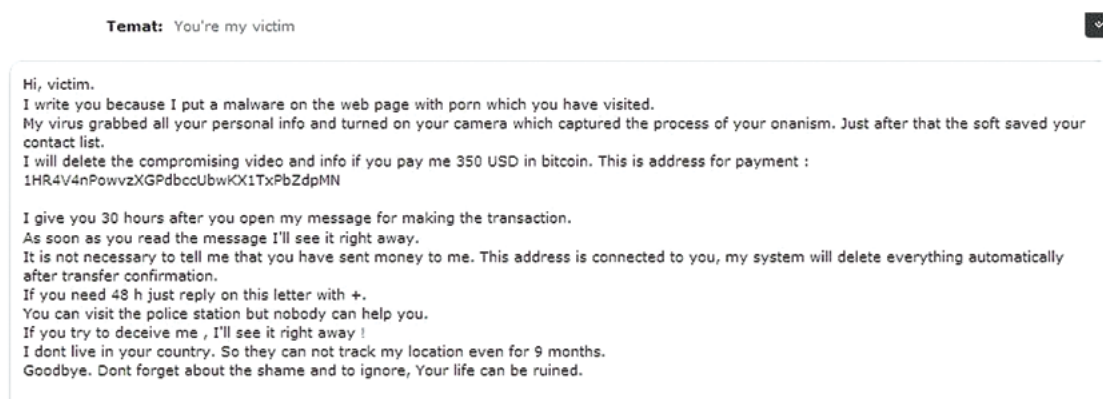 Temat: You're my victim
Hi, victim.
I write you because I put a malware on the web page with porn which you have visited.
My virus grabbed all your personal info and turned on your camera which captured the process of your onanism. Just after that the soft saved your
contact list.
I will delete the compromising video and info if you pay me 350 USD in bitcoin. This is address for payment :
1HR4V4nPowvzXGPdbccUbwKX1TxPbZdpMN
I give you 30 hours after you open my message for making the transaction.
As soon as you read the message I'll see it right away.
It is not necessary to tell me that you have sent money to me. This address is connected to you, my system will delete everything automatically
after transfer confirmation.
If you need 48 h just reply on this letter with +.
You can visit the police station but nobody can help you.
If you try to deceive me , I'll see it right away !
I dont live in your country. So they can not track my location even for 9 months.
Goodbye. Dont forget about the shame and to ignore, Your life can be ruined.